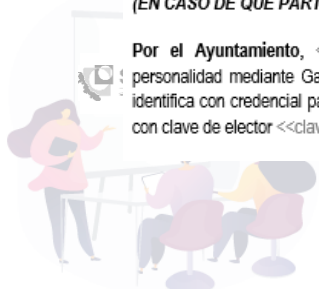 (EN CASO DE QUE PART
Por el Ayuntamiento, <
personalidad mediante Ga
identifica con credencial pa
con clave de elector <<clav